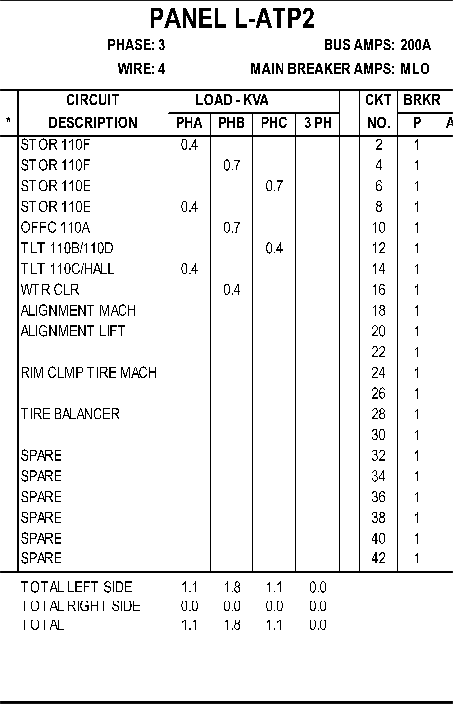 PANEL L-ATP2
PHASE: 3 BUS AMPS: 200A
WIRE: 4 MAIN BREAKER AMPS: MLO
CIRCUIT LOAD - KVA CKT BRKR
* DESCRIPTION PHA PHB PHC 3 PH NO. P A
STOR 110F 0.4 2 1
STOR 110F 0.7 4 1
STOR 110E 0.7 6 1
STOR 110E 0.4 8 1
OFFC 110A 0.7 10 1
TLT 110B/110D 0.4 12 1
TLT 110C/HALL 0.4 14 1
WTR CLR 0.4 16 1
ALIGNMENT MACH 18 1
ALIGNMENT LIFT 20 1
22 1
RIM CLMP TIRE MACH 24 1
26 1
TIRE BALANCER 28 1
30 1
SPARE 32 1
SPARE 34 1
SPARE 36 1
SPARE 38 1
SPARE 40 1
SPARE 42 1
TOTAL LEFT SIDE 1.1 1.8 1.1 0.0
TOTAL RIGHT SIDE 0.0 0.0 0.0 0.0
TOTAL 1.1 1.8 1.1 0.0